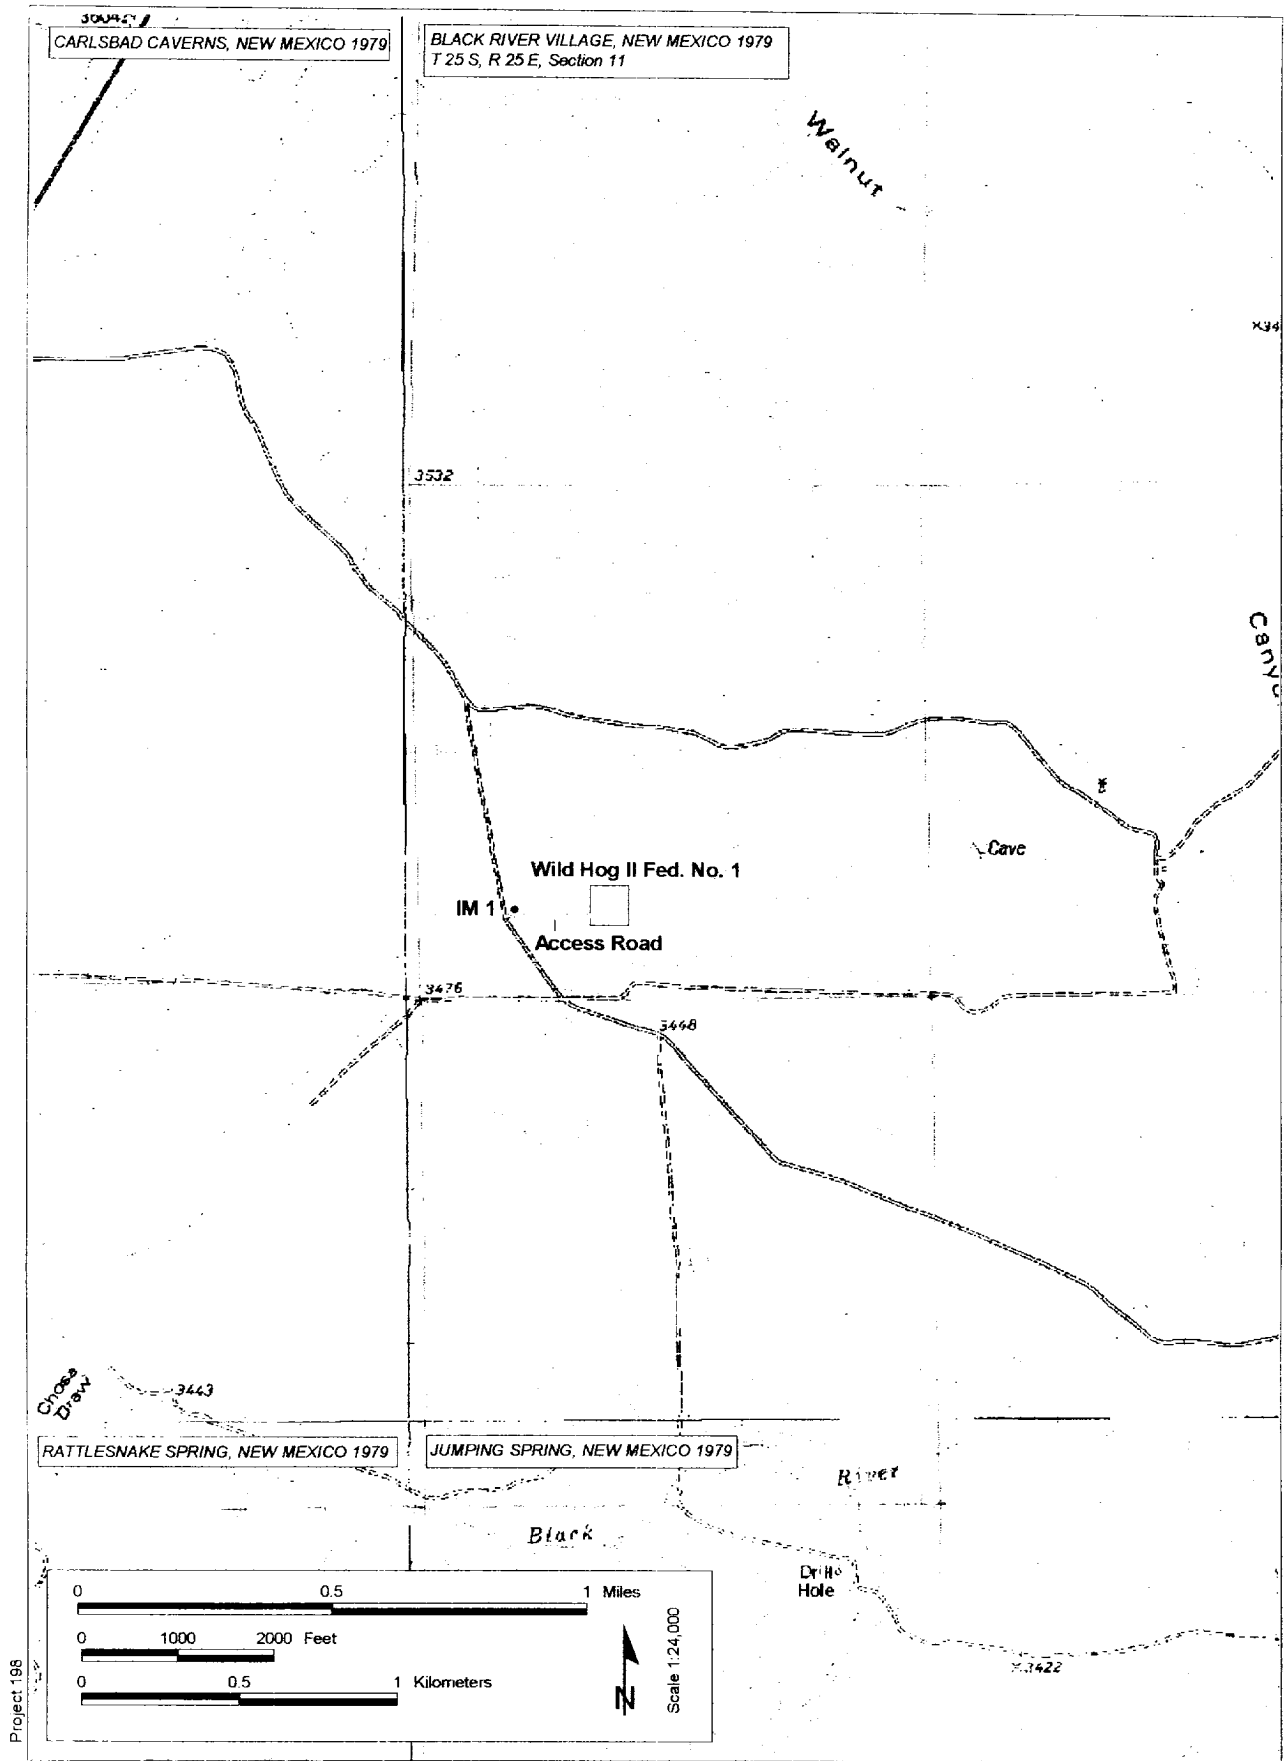 CARLSBAD CAVERNS, NEW MEXICO 1979
BLACK RIVER VILLAGE, NEW MEXICO 1979
T 25 S, R 25 E, Section 11
Walnut
3532
Cave
Wild Hog II Fed. No. 1
IM 1
Access Road
3476
3448
Chosa
Draw
3443
RATTLESNAKE SPRING, NEW MEXICO 1979
JUMPING SPRING, NEW MEXICO 1979
River
Black
Drill
Hole
0 0.5 1 Miles
0 1000 2000 Feet
0 0.5 1 Kilometers
N
Scale 1:24,000
X3422
Project 198